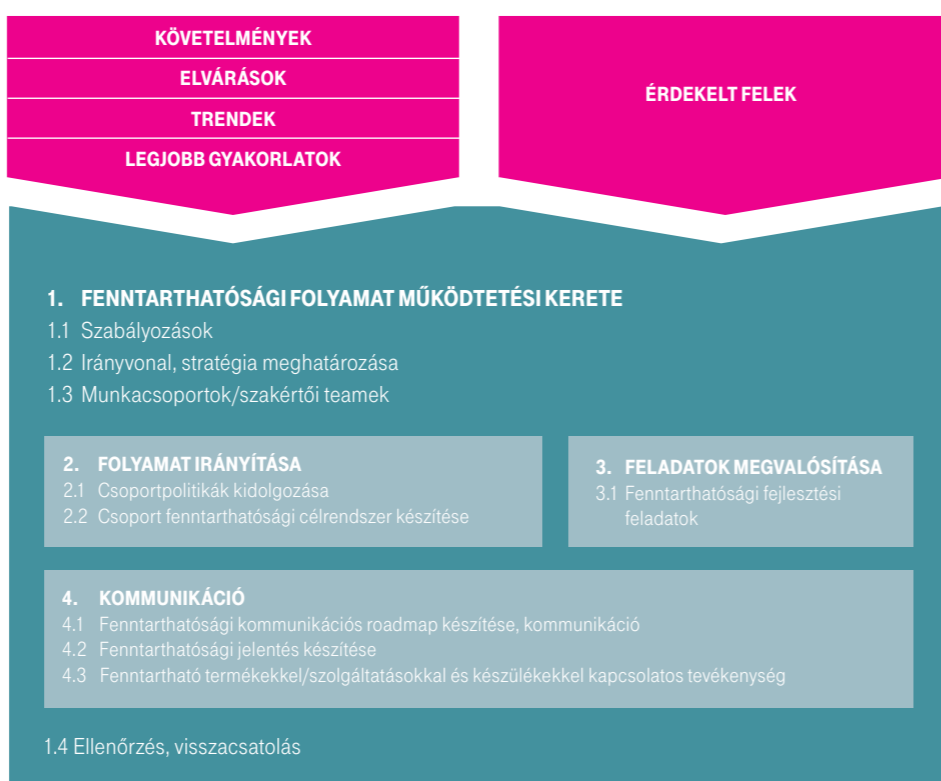 KÖVETELMÉNYEK
ELVÁRÁSOK
TRENDEK
LEGJOBB GYAKORLATOK
ÉRDEKELT FELEK
1. FENNTARTHATÓSÁGI FOLYAMAT MŰKÖDTETÉSI KERETE
1.1 Szabályozások
1.2 Irányvonal, stratégia meghatározása
1.3 Munkacsoportok/szakértői teamek
2. FOLYAMAT IRÁNYÍTÁSA
2.1 Csoportpolitikák kidolgozása
2.2 Csoport fenntarthatósági célrendszer készítése
3. FELADATOK MEGVALÓSÍTÁSA
3.1 Fenntarthatósági fejlesztési
feladatok
4. KOMMUNIKÁCIÓ
4.1 Fenntarthatósági kommunikációs roadmap készítése, kommunikáció
4.2 Fenntarthatósági jelentés készítése
4.3 Fenntartható termékekkel/szolgáltatásokkal és készülékekkel kapcsolatos tevékenység
1.4 Ellenőrzés, visszacsatolás